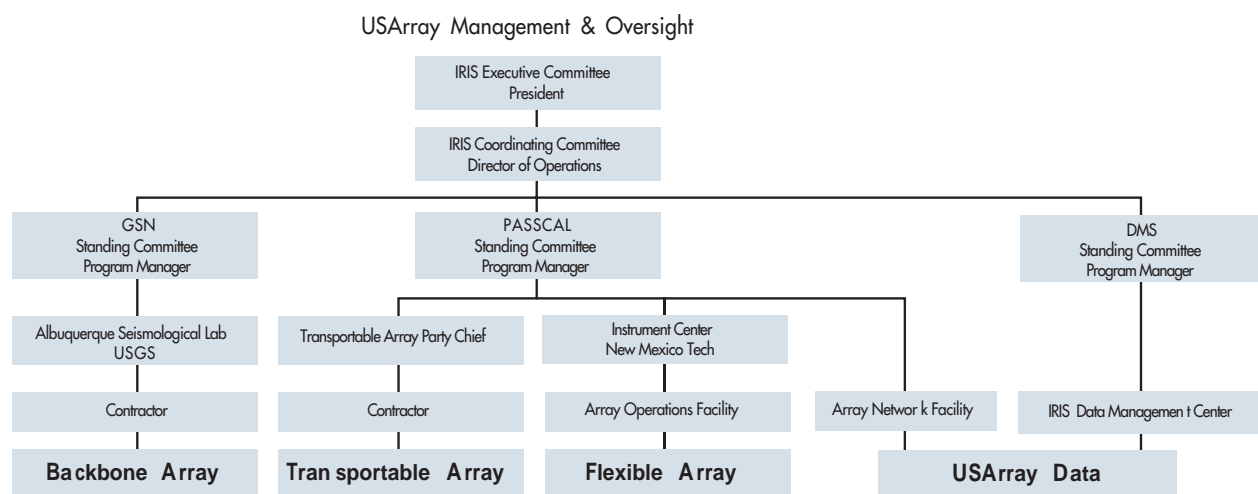 USArray Management & Oversight
IRIS Executive Committee
President
IRIS Coordinating Committee
Director of Operations
GSN
Standing Committee
Program Manager
PASSCAL
Standing Committee
Program Manager
DMS
Standing Committee
Program Manager
Albuquerque Seismological Lab
USGS
Transportable Array Party Chief
Instrument Center
New Mexico Tech
Contractor
Contractor
Array Operations Facility
Array Networ k Facility
IRIS Data Managemen t Center
Backbone Array
Tran sportable Array
Flexible Array
USArray Data